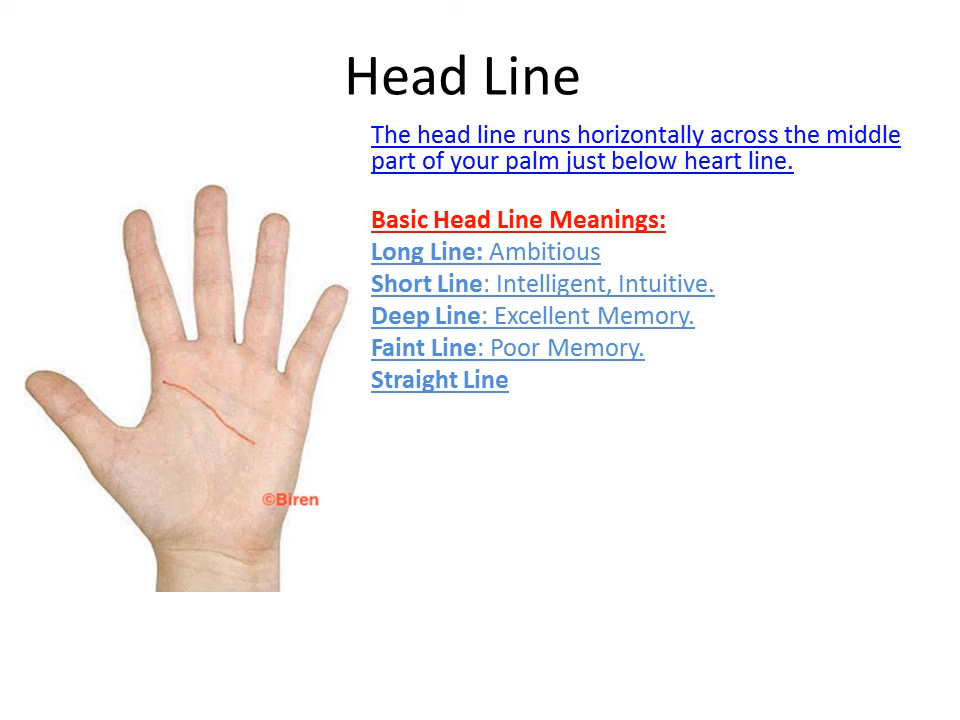 Head Line
The head line runs horizontally across the middle
part of your palm just below heart line.
Basic Head Line Meanings:
Long Line: Ambitious
Short Line: Intelligent, Intuitive.
Deep Line: Excellent Memory.
Faint Line: Poor Memory.
Straight Line
©Biren